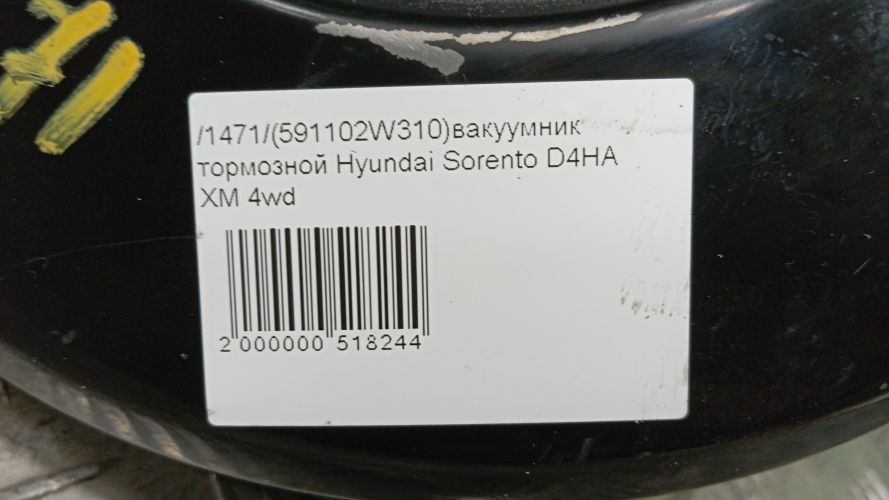 /1471/(591102W310)вакуумник
тормозной Hyundai Sorento D4HA
XM 4wd
2 000000 518244